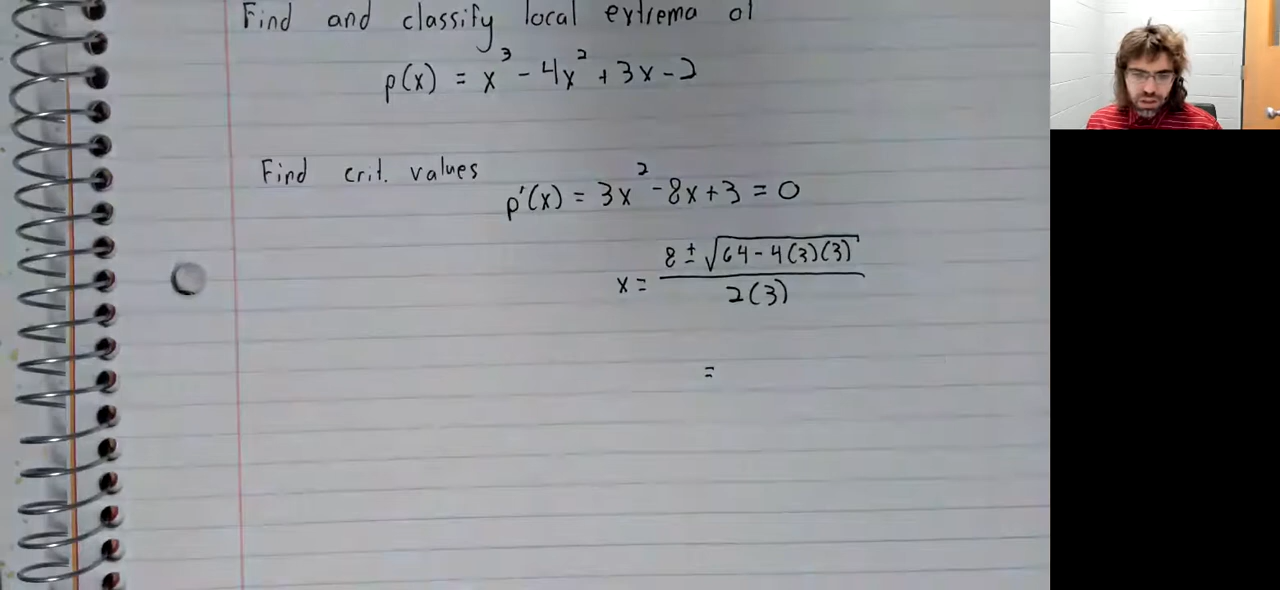 Find and classify local extrema of
p(x) = x³ - 4x² + 3x - 2
Find crit. values
p'(x) = 3x² - 8x + 3 = 0
x = (8 ± √(64 - 4(3)(3))) / 2(3)
=